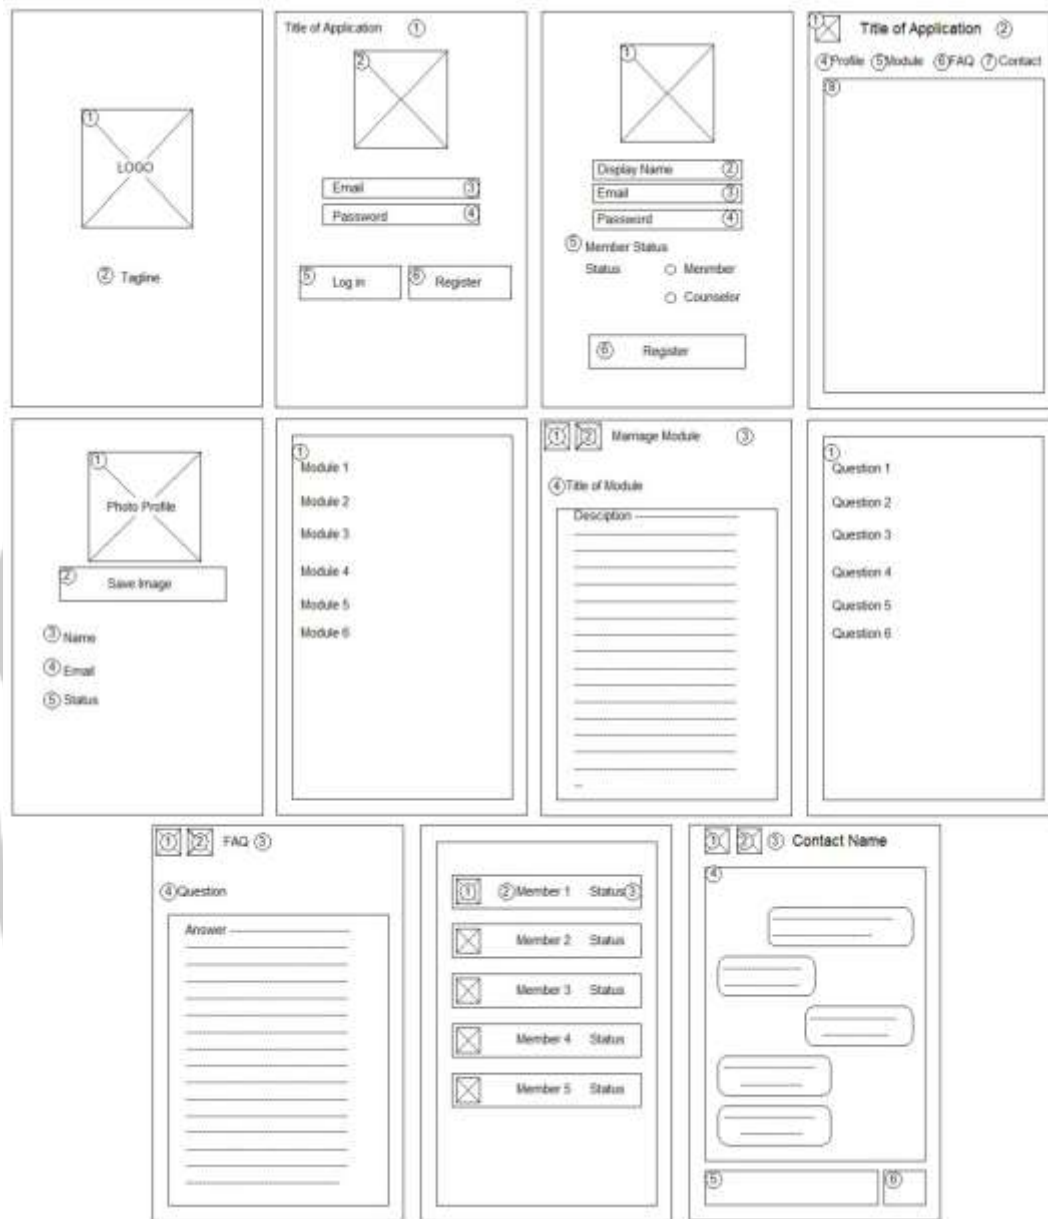 ①
LOGO
② Tagline
Title of Application ①
②
Email ③
Password ④
⑤ Log in
⑥ Register
①
Display Name ②
Email ③
Password ④
⑤ Member Status
Status Menmber
Counselor
⑥ Register
① Title of Application ②
④ Profile ⑤ Module ⑥ FAQ ⑦ Contact
⑧
①
Photo Profile
② Save Image
③ Name
④ Email
⑤ Status
①
Module 1
Module 2
Module 3
Module 4
Module 5
Module 6
① ② Marriage Module ③
④ Title of Module
Desciption
①
Question 1
Question 2
Question 3
Question 4
Question 5
Question 6
① ② FAQ ③
④ Question
Answer
① ② Member 1 Status ③
Member 2 Status
Member 3 Status
Member 4 Status
Member 5 Status
① ② ③ Contact Name
④
⑤ ⑥